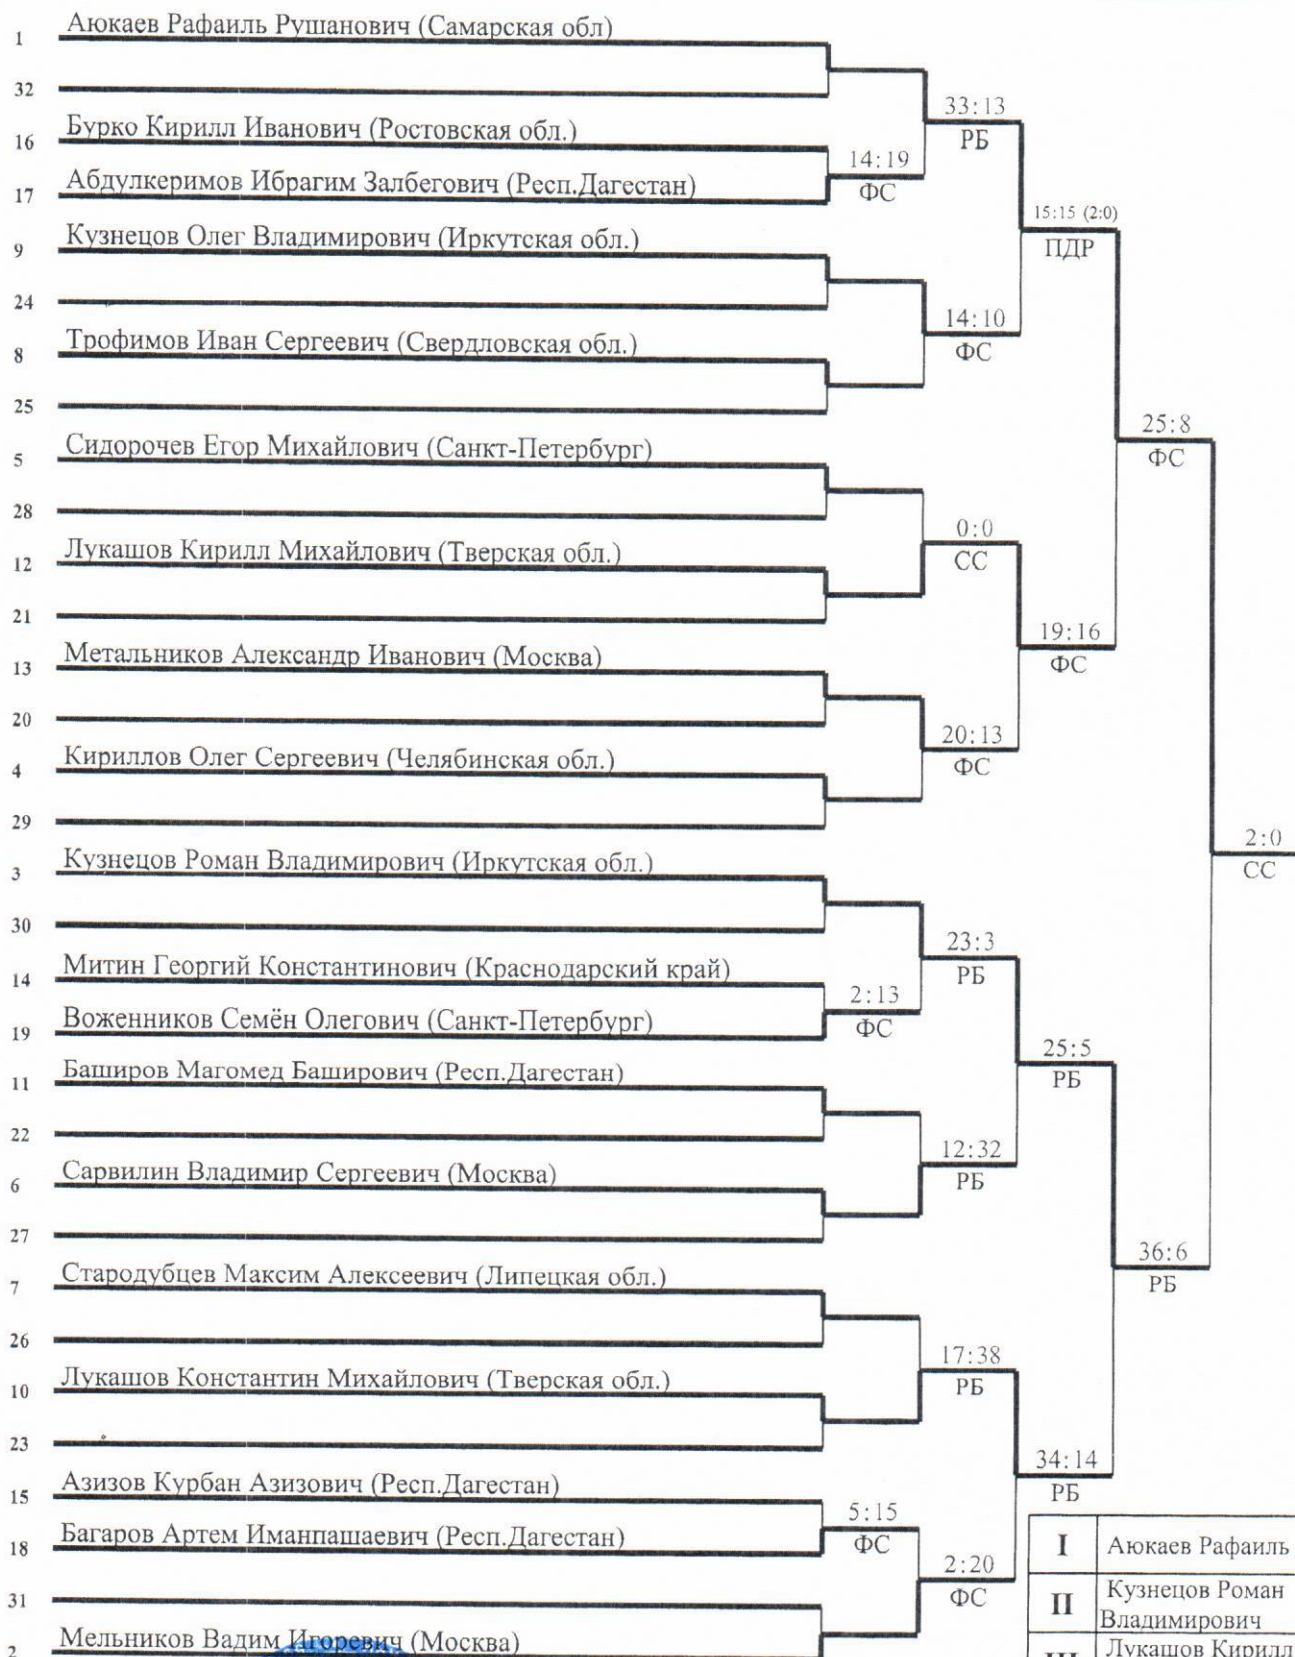 1 Аюкаев Рафаиль Рушанович (Самарская обл)
32
33:13
РБ
16 Бурко Кирилл Иванович (Ростовская обл.)
14:19
ФС
17 Абдулкеримов Ибрагим Залбегович (Респ.Дагестан)
15:15 (2:0)
ПДР
9 Кузнецов Олег Владимирович (Иркутская обл.)
24
14:10
ФС
8 Трофимов Иван Сергеевич (Свердловская обл.)
25
25:8
ФС
5 Сидорочев Егор Михайлович (Санкт-Петербург)
28
0:0
СС
12 Лукашов Кирилл Михайлович (Тверская обл.)
21
19:16
ФС
13 Метальников Александр Иванович (Москва)
20
20:13
ФС
4 Кириллов Олег Сергеевич (Челябинская обл.)
29
2:0
СС
3 Кузнецов Роман Владимирович (Иркутская обл.)
30
23:3
РБ
14 Митин Георгий Константинович (Краснодарский край)
2:13
ФС
19 Воженников Семён Олегович (Санкт-Петербург)
25:5
РБ
11 Баширов Магомед Баширович (Респ.Дагестан)
22
12:32
РБ
6 Сарвилин Владимир Сергеевич (Москва)
27
36:6
РБ
7 Стародубцев Максим Алексеевич (Липецкая обл.)
26
17:38
РБ
10 Лукашов Константин Михайлович (Тверская обл.)
23
34:14
РБ
15 Азизов Курбан Азизович (Респ.Дагестан)
5:15
ФС
18 Багаров Артем Иманпашаевич (Респ.Дагестан)
2:20
ФС
31
2 Мельников Вадим Игоревич (Москва)
I Аюкаев Рафаиль
II Кузнецов Роман
Владимирович
III Лукашов Кирилл